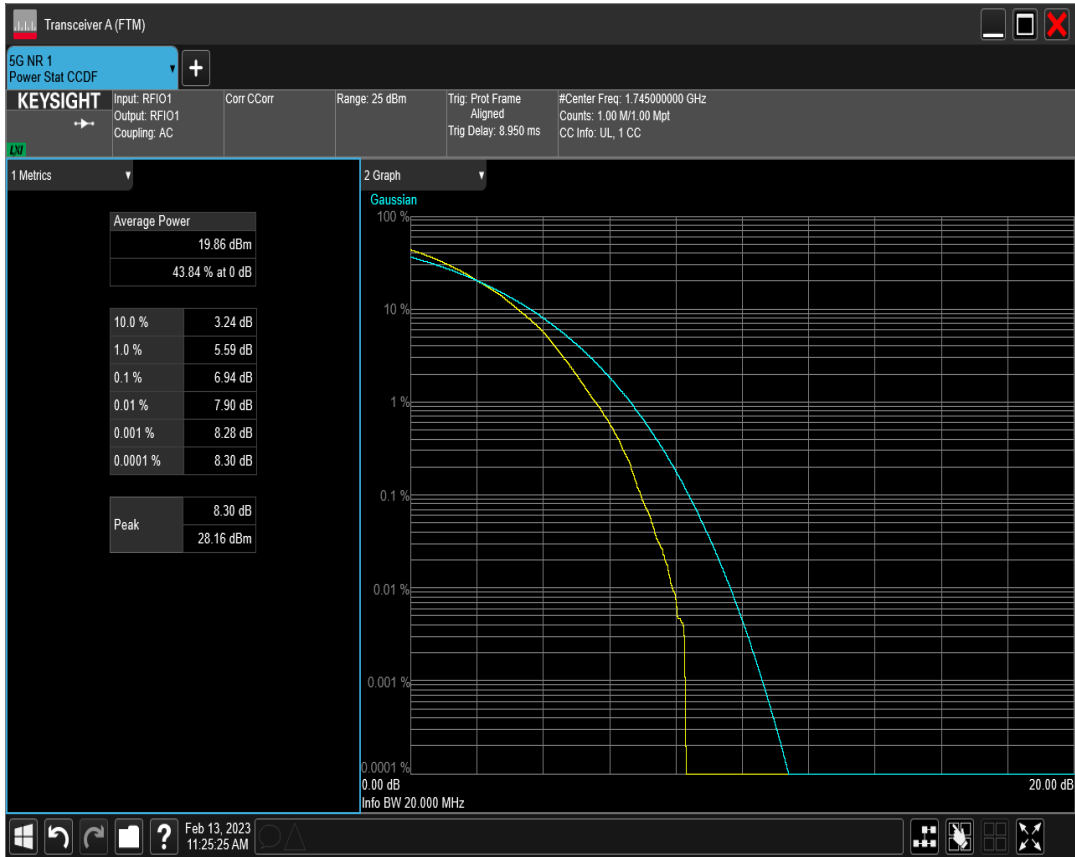 Transceiver A (FTM)
5G NR 1
Power Stat CCDF
+
KEYSIGHT
LXI
Input: RFIO1
Output: RFIO1
Coupling: AC
Corr CCorr
Range: 25 dBm
Trig: Prot Frame
Aligned
Trig Delay: 8.950 ms
#Center Freq: 1.745000000 GHz
Counts: 1.00 M/1.00 Mpt
CC Info: UL, 1 CC
1 Metrics
Average Power
19.86 dBm
43.84 % at 0 dB
10.0 % 3.24 dB
1.0 % 5.59 dB
0.1 % 6.94 dB
0.01 % 7.90 dB
0.001 % 8.28 dB
0.0001 % 8.30 dB
Peak
8.30 dB
28.16 dBm
2 Graph
Gaussian
100 %
10 %
1 %
0.1 %
0.01 %
0.001 %
0.0001 %
0.00 dB 20.00 dB
Info BW 20.000 MHz
?
Feb 13, 2023
11:25:25 AM